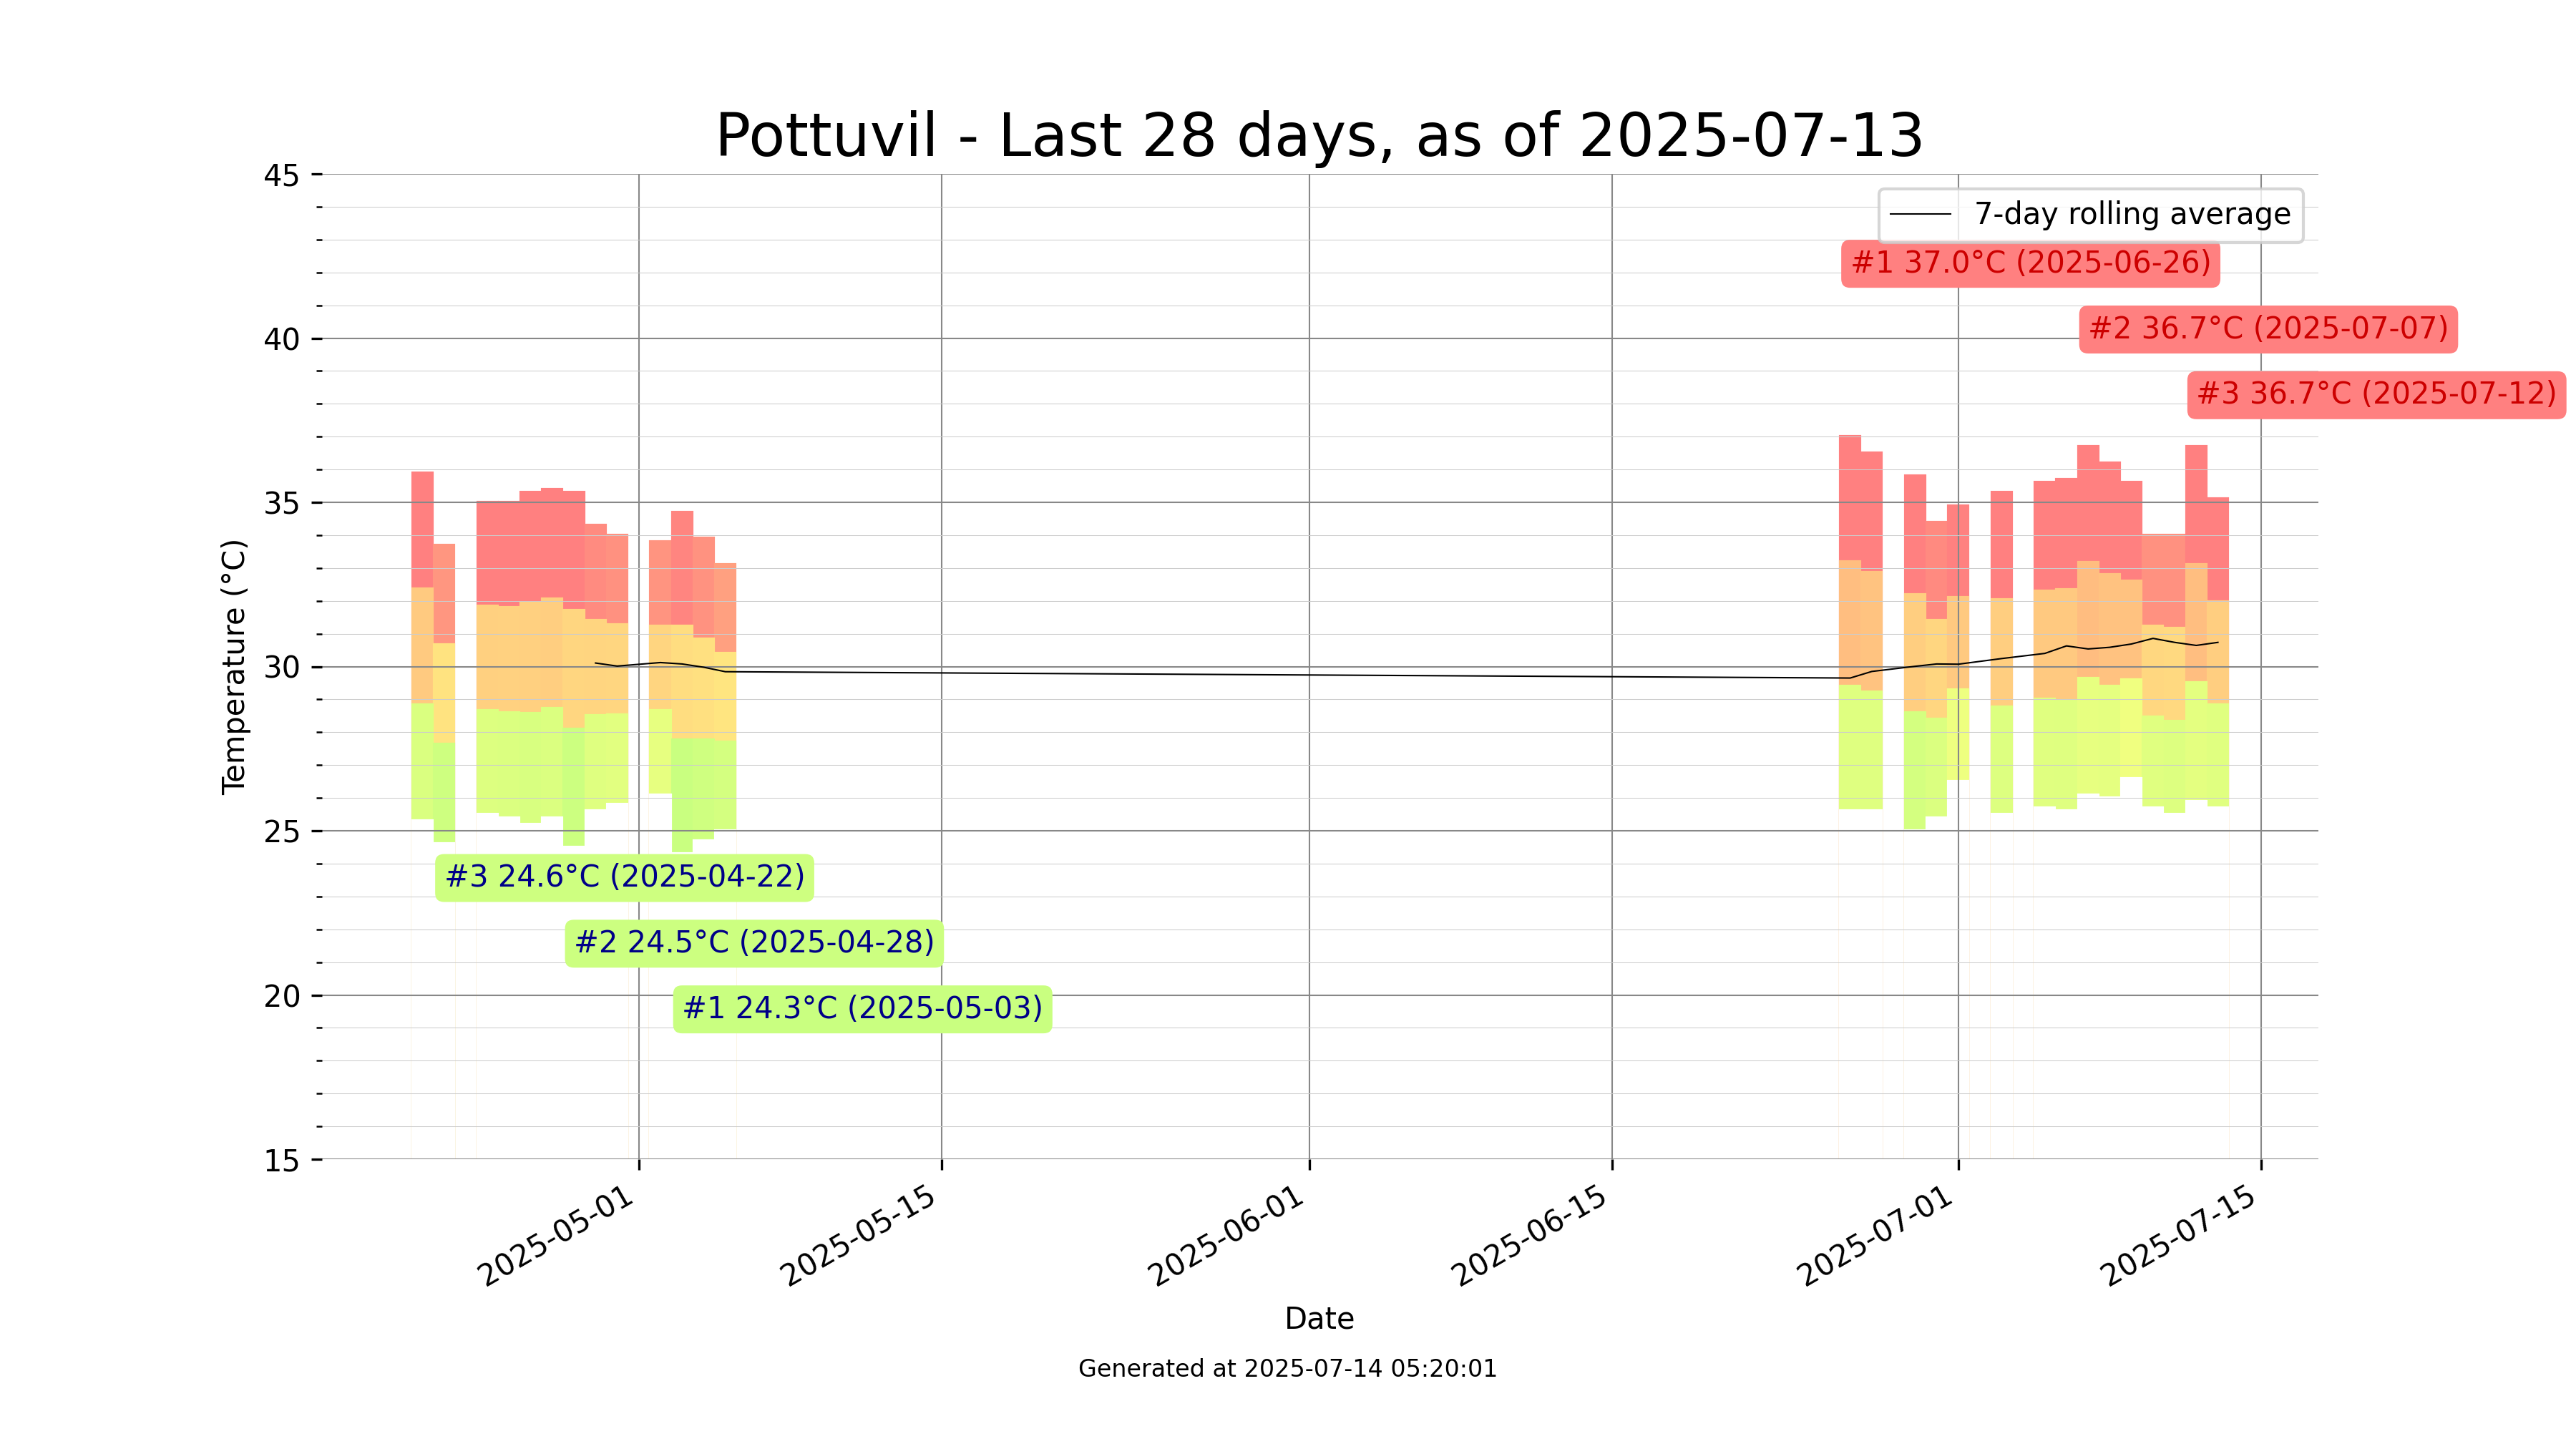 Pottuvil - Last 28 days, as of 2025-07-13
7-day rolling average
#1 37.0°C (2025-06-26)
#2 36.7°C (2025-07-07)
#3 36.7°C (2025-07-12)
45
40
35
30
25
20
15
Temperature (°C)
#3 24.6°C (2025-04-22)
#2 24.5°C (2025-04-28)
#1 24.3°C (2025-05-03)
2025-05-01
2025-05-15
2025-06-01
2025-06-15
2025-07-01
2025-07-15
Date
Generated at 2025-07-14 05:20:01